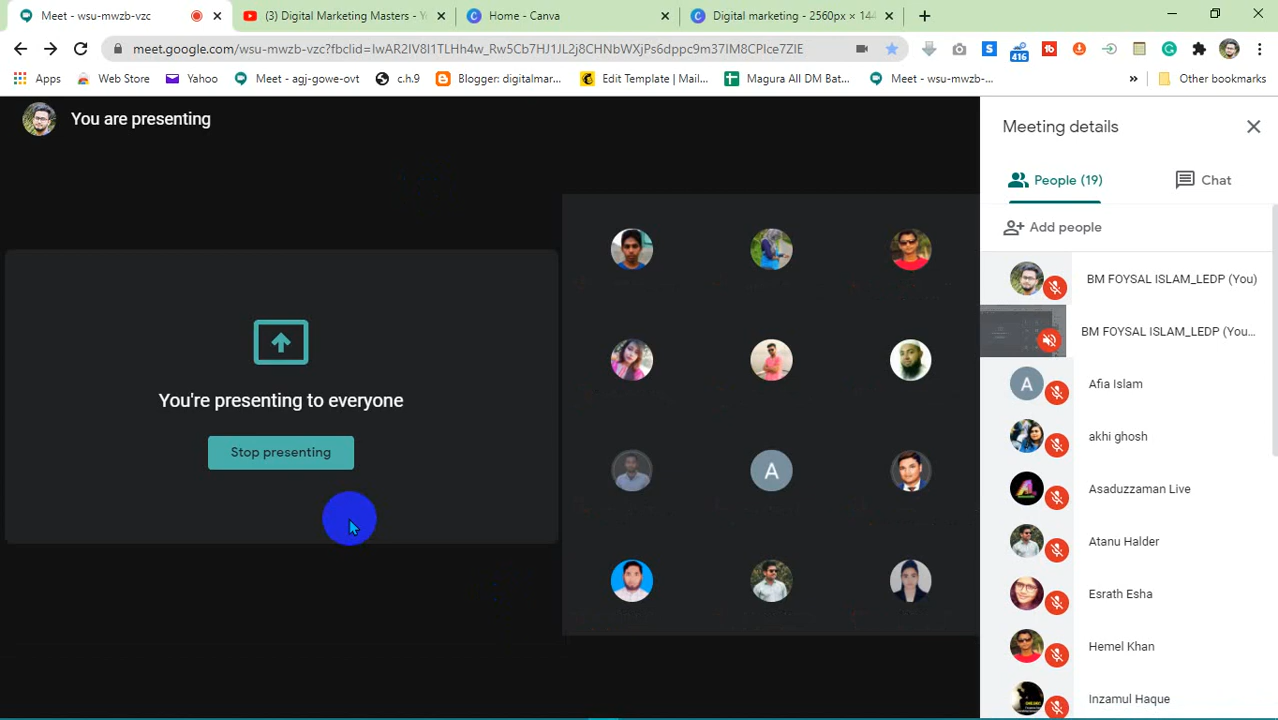 Meet - wsu-mwzb-vzc
(3) Digital Marketing Masters - Y
Home - Canva
Digital marketing - 2560px × 144
meet.google.com/wsu-mwzb-vzc?fbclid=
416
Apps
Web Store
Yahoo
Meet - agj-gowe-ovt
c.h.9
Blogger: digitalmar...
Edit Template | Mail...
Magura All DM Bat...
Meet - wsu-mwzb-...
»
Other bookmarks
You are presenting
Meeting details
People (19)
Chat
Add people
BM FOYSAL ISLAM_LEDP (You)
BM FOYSAL ISLAM_LEDP (You...
A
Afia Islam
You're presenting to everyone
akhi ghosh
Stop presenting
A
Asaduzzaman Live
Atanu Halder
Esrath Esha
Hemel Khan
Inzamul Haque